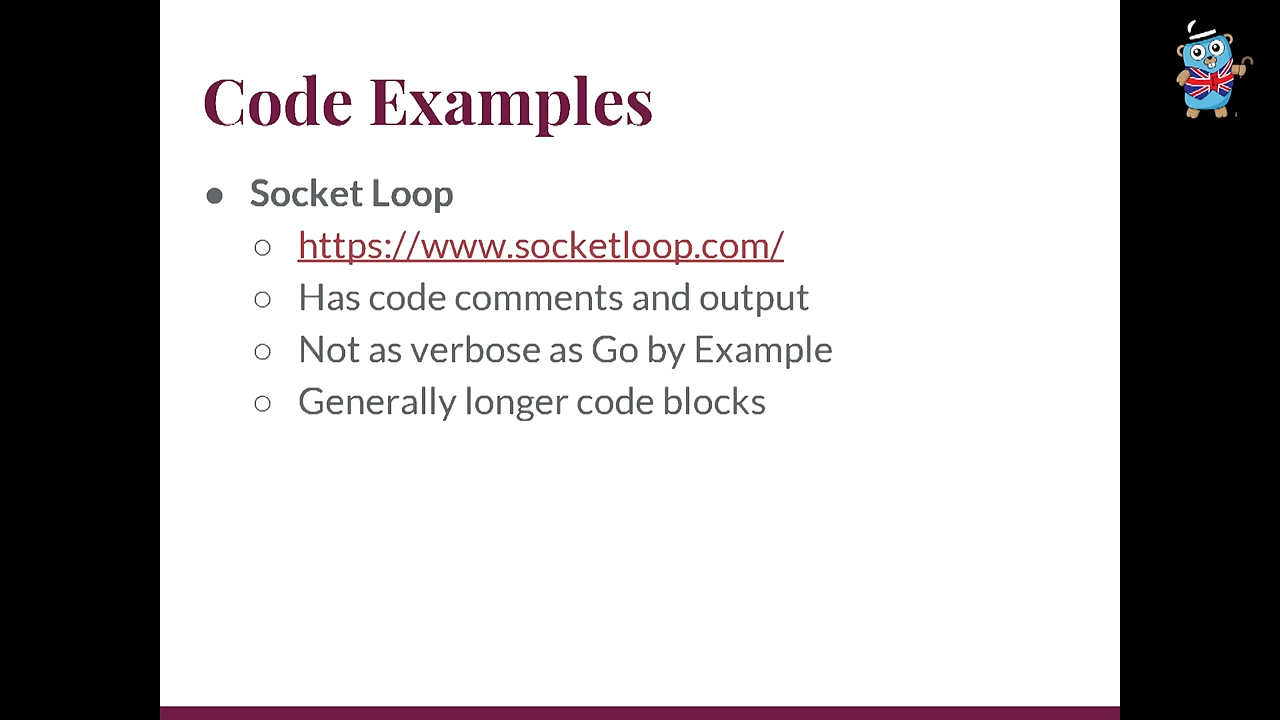 Code Examples
● Socket Loop
○ https://www.socketloop.com/
○ Has code comments and output
○ Not as verbose as Go by Example
○ Generally longer code blocks